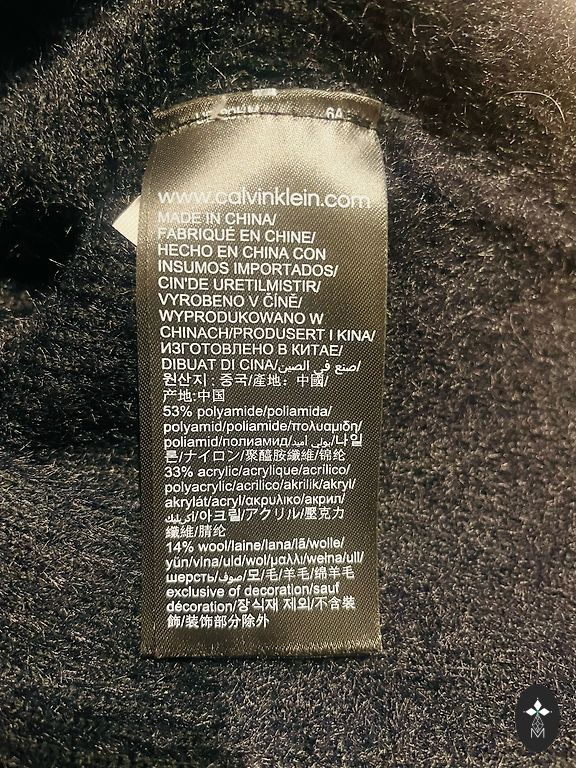 6A
www.calvinklein.com
MADE IN CHINA/
FABRIQUÉ EN CHINE/
HECHO EN CHINA CON
INSUMOS IMPORTADOS/
CIN'DE URETILMISTIR/
VYROBENO V ČÍNĚ/
WYPRODUKOWANO W
CHINACH/PRODUSERT I KINA/
ИЗГОТОВЛЕНО В КИТАЕ/
DIBUAT DI CINA/صنع في الصين/
원산지 : 중국/產地: 中國/
产地:中国
53% polyamide/poliamida/
polyamid/poliamide/πολυαμιδη/
poliamid/полиамид/بولي أميد/나일
론/ナイロン/聚醯胺纖維/锦纶
33% acrylic/acrylique/acrílico/
polyacrylic/acrilico/akrilik/akryl/
akrylát/acryl/ακρυλικο/акрил/
اكريليك/아크릴/アクリル/壓克力
纖維/腈纶
14% wool/laine/lana/lã/wolle/
yün/vlna/uld/wol/μαλλι/wełna/ull/
шерсть/صوف/모/毛/羊毛/绵羊毛
exclusive of decoration/sauf
décoration/장식재 제외/不含裝
飾/装饰部分除外
M